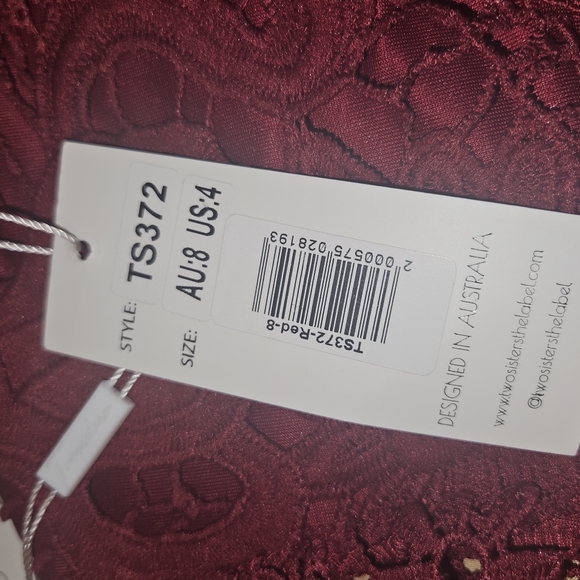 STYLE: TS372
SIZE: AU:8 US:4
TS372-Red-8
2 000575 028193
DESIGNED IN AUSTRALIA
www.twosistersthelabel.com
@twosistersthelabel